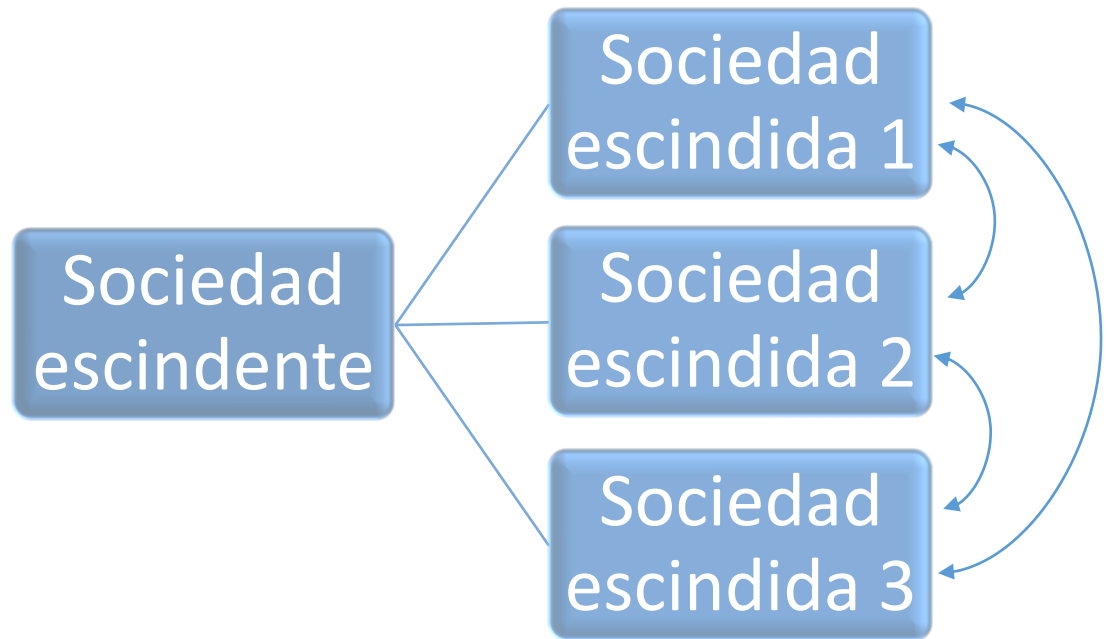 Sociedad
escindente
Sociedad
escindida 1
Sociedad
escindida 2
Sociedad
escindida 3